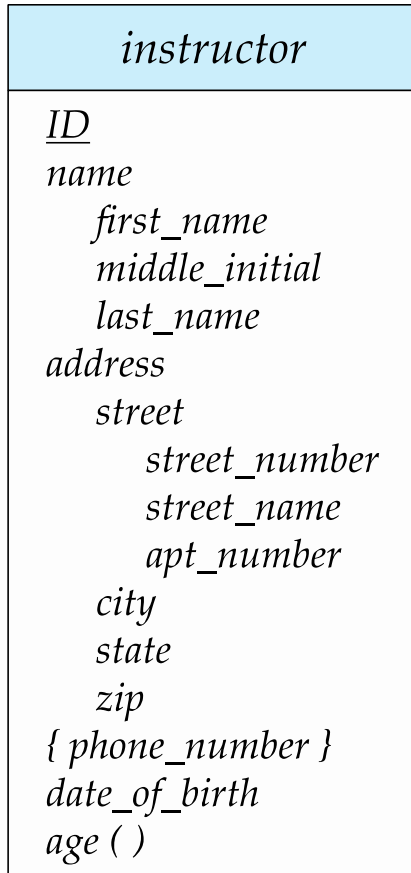 instructor
ID
name
first_name
middle_initial
last_name
address
street
street_number
street_name
apt_number
city
state
zip
{ phone_number }
date_of_birth
age ( )